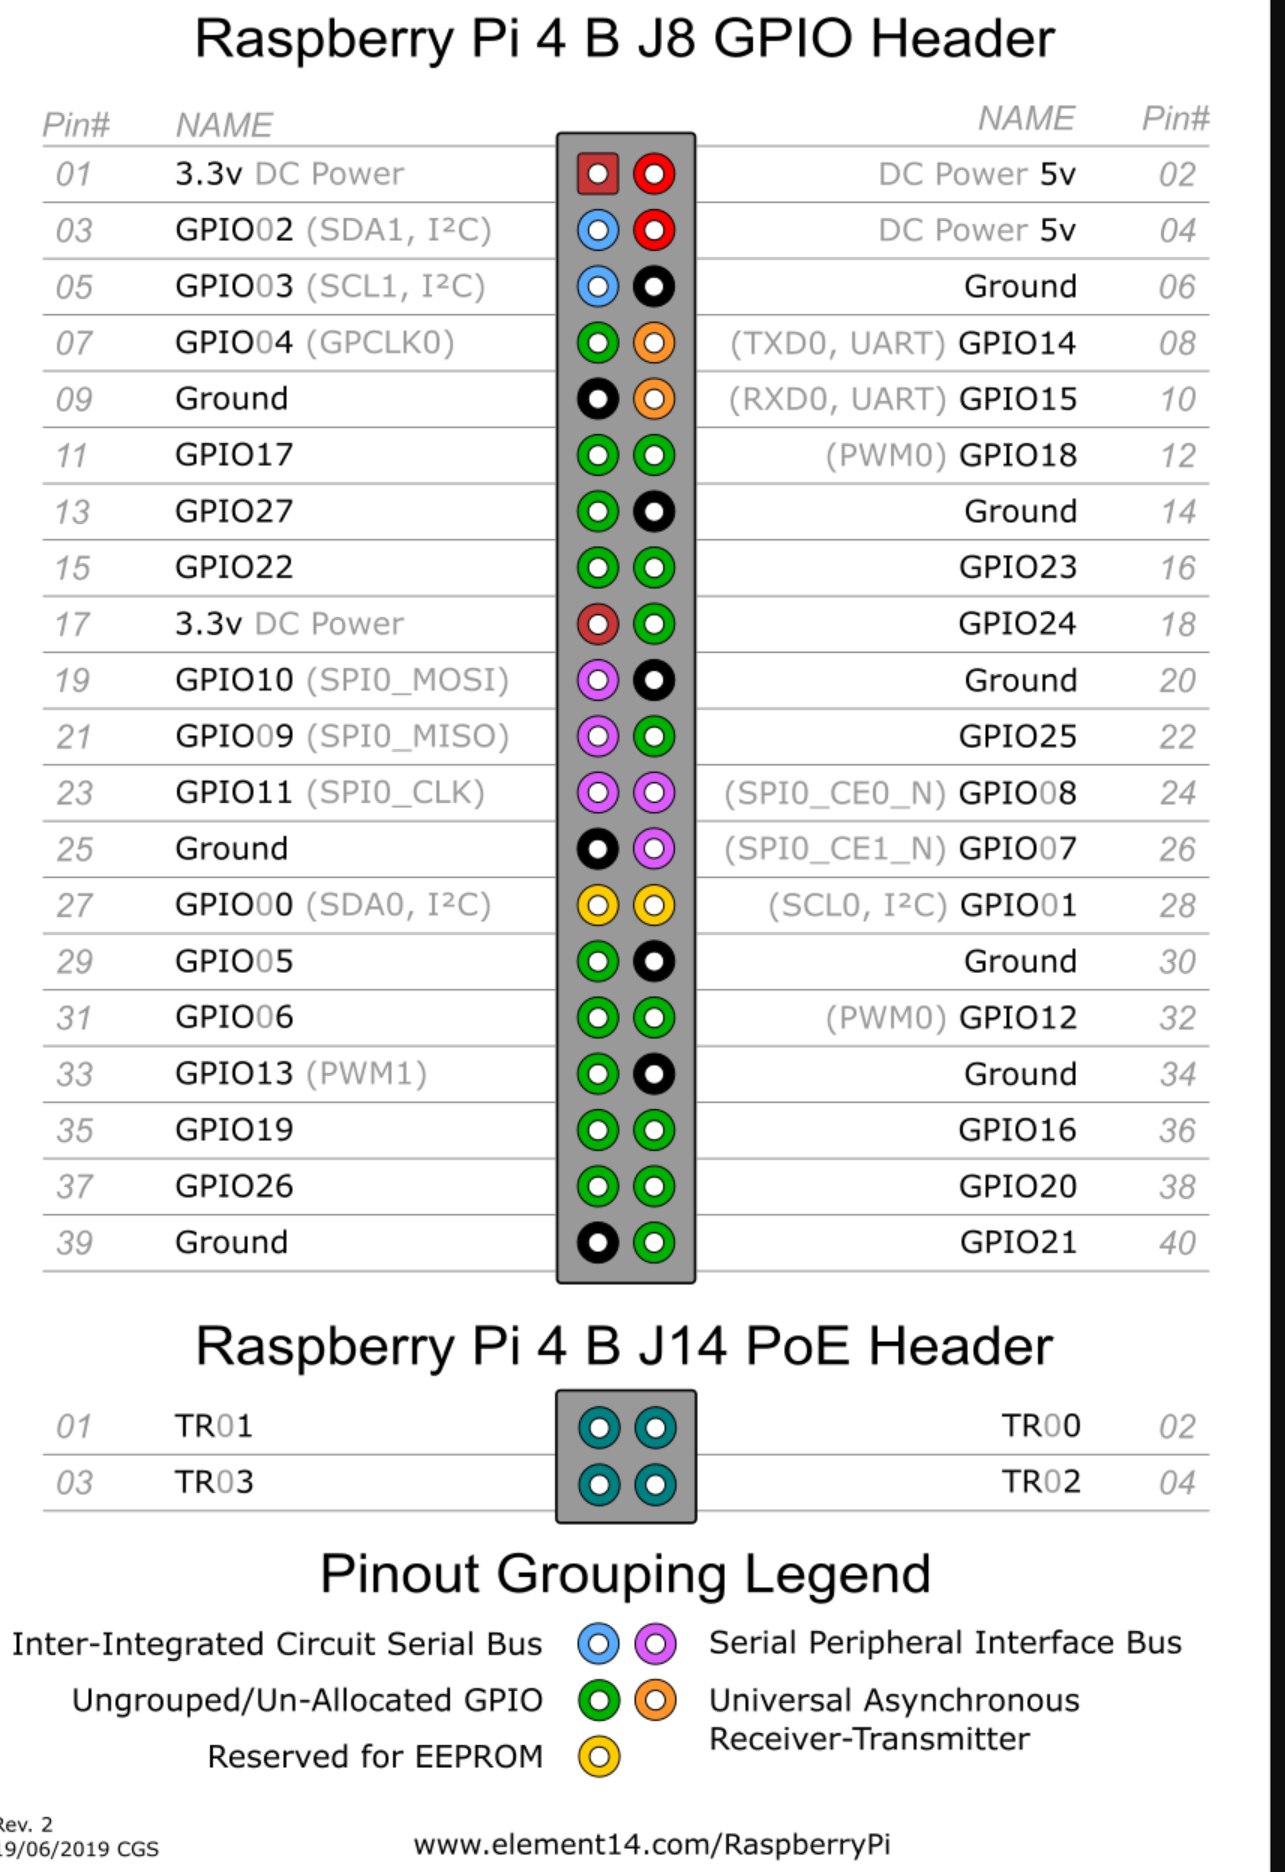 Raspberry Pi 4 B J8 GPIO Header
Pin# NAME NAME Pin#
01 3.3v DC Power DC Power 5v 02
03 GPIO02 (SDA1, I²C) DC Power 5v 04
05 GPIO03 (SCL1, I²C) Ground 06
07 GPIO04 (GPCLK0) (TXD0, UART) GPIO14 08
09 Ground (RXD0, UART) GPIO15 10
11 GPIO17 (PWM0) GPIO18 12
13 GPIO27 Ground 14
15 GPIO22 GPIO23 16
17 3.3v DC Power GPIO24 18
19 GPIO10 (SPI0_MOSI) Ground 20
21 GPIO09 (SPI0_MISO) GPIO25 22
23 GPIO11 (SPI0_CLK) (SPI0_CE0_N) GPIO08 24
25 Ground (SPI0_CE1_N) GPIO07 26
27 GPIO00 (SDA0, I²C) (SCL0, I²C) GPIO01 28
29 GPIO05 Ground 30
31 GPIO06 (PWM0) GPIO12 32
33 GPIO13 (PWM1) Ground 34
35 GPIO19 GPIO16 36
37 GPIO26 GPIO20 38
39 Ground GPIO21 40
Raspberry Pi 4 B J14 PoE Header
01 TR01 TR00 02
03 TR03 TR02 04
Pinout Grouping Legend
Inter-Integrated Circuit Serial Bus Serial Peripheral Interface Bus
Ungrouped/Un-Allocated GPIO Universal Asynchronous
Receiver-Transmitter
Reserved for EEPROM
Rev. 2
19/06/2019 CGS www.element14.com/RaspberryPi